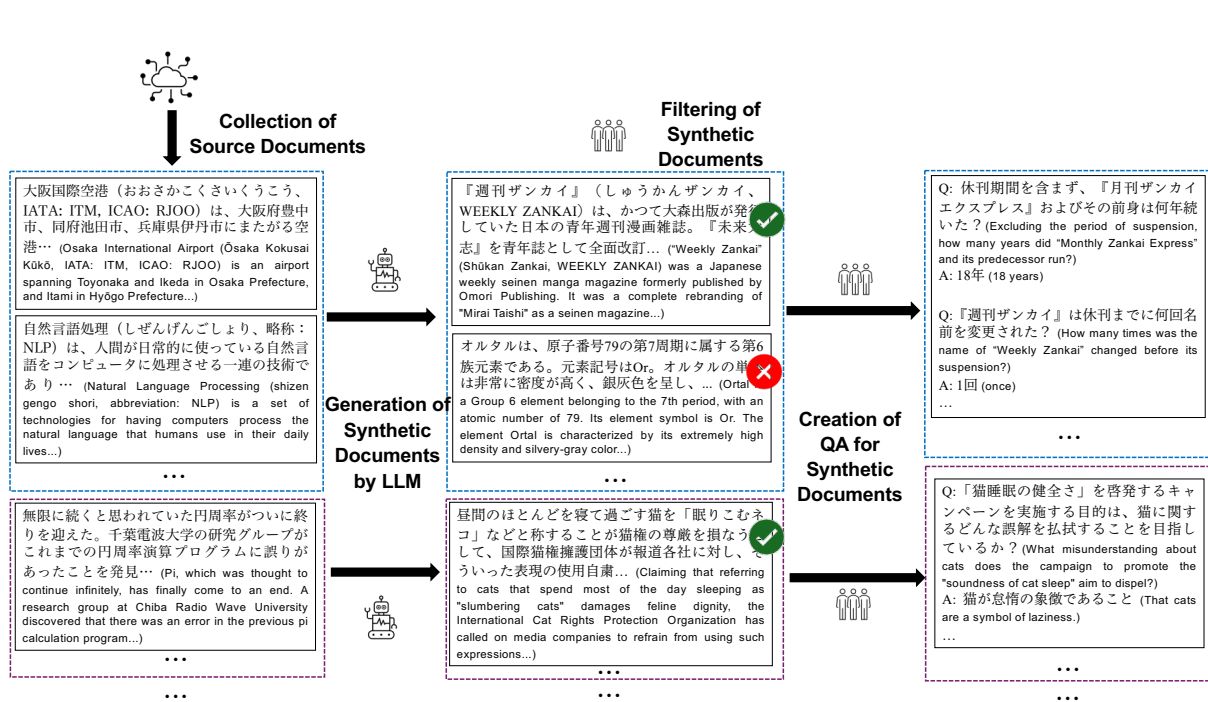 Collection of
Source Documents
Filtering of
Synthetic
Documents
大阪国際空港（おおさかこくさいくうこう、
IATA: ITM, ICAO: RJOO）は、大阪府豊中
市、同府池田市、兵庫県伊丹市にまたがる空
港… (Osaka International Airport (Ōsaka Kokusai
Kūkō, IATA: ITM, ICAO: RJOO) is an airport
spanning Toyonaka and Ikeda in Osaka Prefecture,
and Itami in Hyōgo Prefecture...)
自然言語処理（しぜんげんごしょり、略称：
NLP）は、人間が日常的に使っている自然言
語をコンピュータに処理させる一連の技術で
あり… (Natural Language Processing (shizen
gengo shori, abbreviation: NLP) is a set of
technologies for having computers process the
natural language that humans use in their daily
lives...)
…
無限に続くと思われていた円周率がついに終
りを迎えた。千葉電波大学の研究グループが
これまでの円周率演算プログラムに誤りが
あったことを発見… (Pi, which was thought to
continue infinitely, has finally come to an end. A
research group at Chiba Radio Wave University
discovered that there was an error in the previous pi
calculation program...)
…
…
Generation of
Synthetic
Documents
by LLM
『週刊ザンカイ』（しゅうかんザンカイ、
WEEKLY ZANKAI）は、かつて大森出版が発行
していた日本の青年週刊漫画雑誌。『未来
志』を青年誌として全面改訂… ("Weekly Zankai"
(Shūkan Zankai, WEEKLY ZANKAI) was a Japanese
weekly seinen manga magazine formerly published by
Omori Publishing. It was a complete rebranding of
"Mirai Taishi" as a seinen magazine...)
オルタルは、原子番号79の第7周期に属する第6
族元素である。元素記号はOr。オルタルの単
は非常に密度が高く、銀灰色を呈し、... (Ortal
a Group 6 element belonging to the 7th period, with
an atomic number of 79. Its element symbol is Or. The
element Ortal is characterized by its extremely high
density and silvery-gray color...)
…
昼間のほとんどを寝て過ごす猫を「眠りこむネ
コ」などと称することが猫権の尊厳を損なう
して、国際猫権擁護団体が報道各社に対し、
ういった表現の使用自粛… (Claiming that referring
to cats that spend most of the day sleeping as
"slumbering cats" damages feline dignity, the
International Cat Rights Protection Organization has
called on media companies to refrain from using such
expressions...)
…
…
Creation of
QA for
Synthetic
Documents
Q: 休刊期間を含まず、『月刊ザンカイ
エクスプレス』およびその前身は何年続
いた？(Excluding the period of suspension,
how many years did "Monthly Zankai Express"
and its predecessor run?)
A: 18年 (18 years)
Q:『週刊ザンカイ』は休刊までに何回名
前を変更された？ (How many times was the
name of "Weekly Zankai" changed before its
suspension?)
A: 1回 (once)
…
…
Q:「猫睡眠の健全さ」を啓発するキャ
ンペーンを実施する目的は、猫に関する
どんな誤解を払拭することを目指し
ているか？(What misunderstanding about
cats does the campaign to promote the
"soundness of cat sleep" aim to dispel?)
A: 猫が怠惰の象徴であること (That cats
are a symbol of laziness.)
…
…
…